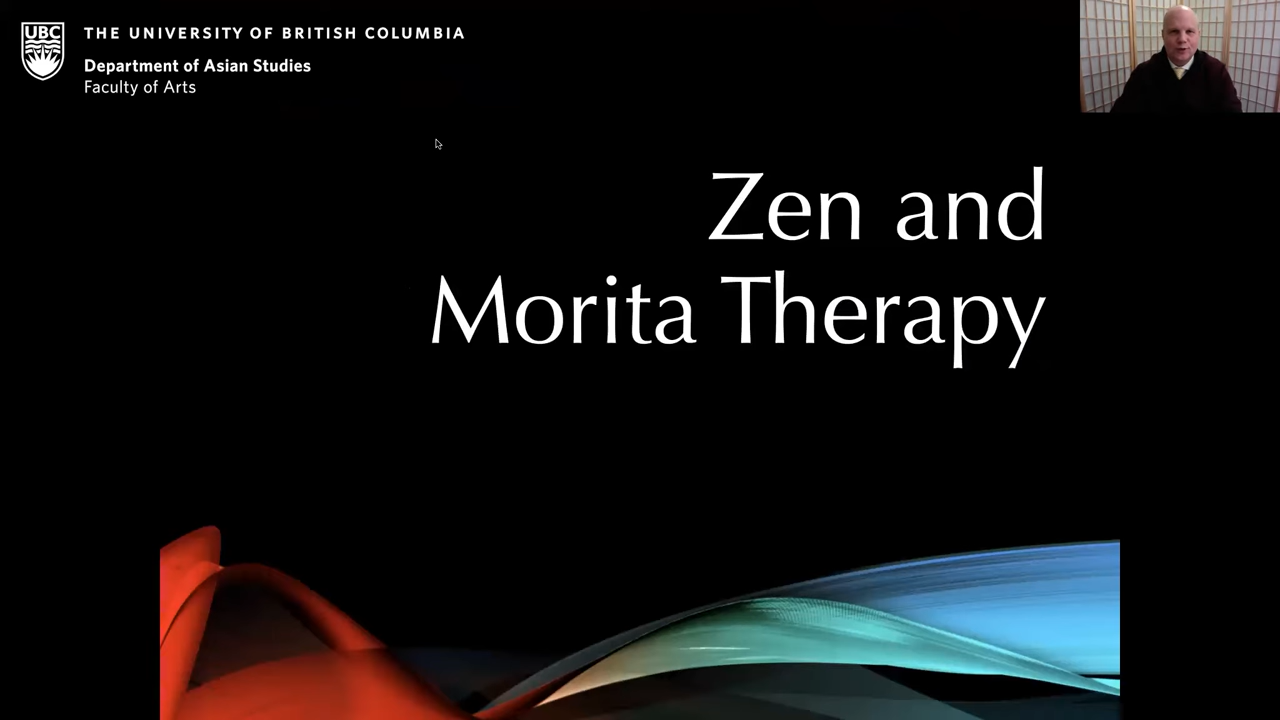 UBC
THE UNIVERSITY OF BRITISH COLUMBIA
Department of Asian Studies
Faculty of Arts
Zen and
Morita Therapy